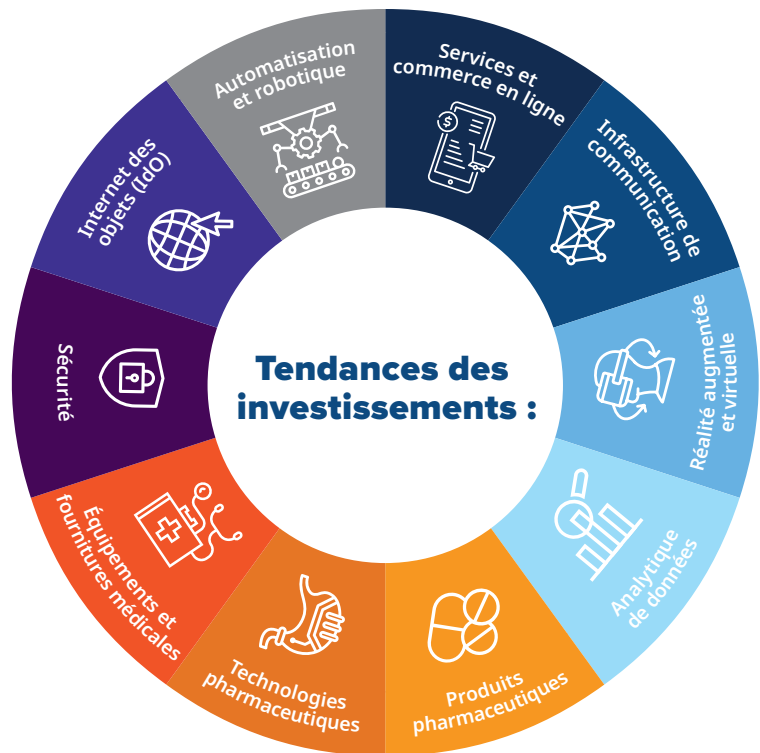 Tendances des
investissements :
Services et
commerce en ligne
$
Infrastructure de
communication
Réalité augmentée
et virtuelle
Analytique
de données
Produits
pharmaceutiques
Technologies
pharmaceutiques
Équipements et
fournitures médicales
Sécurité
Internet des
objets (IdO)
Automatisation
et robotique